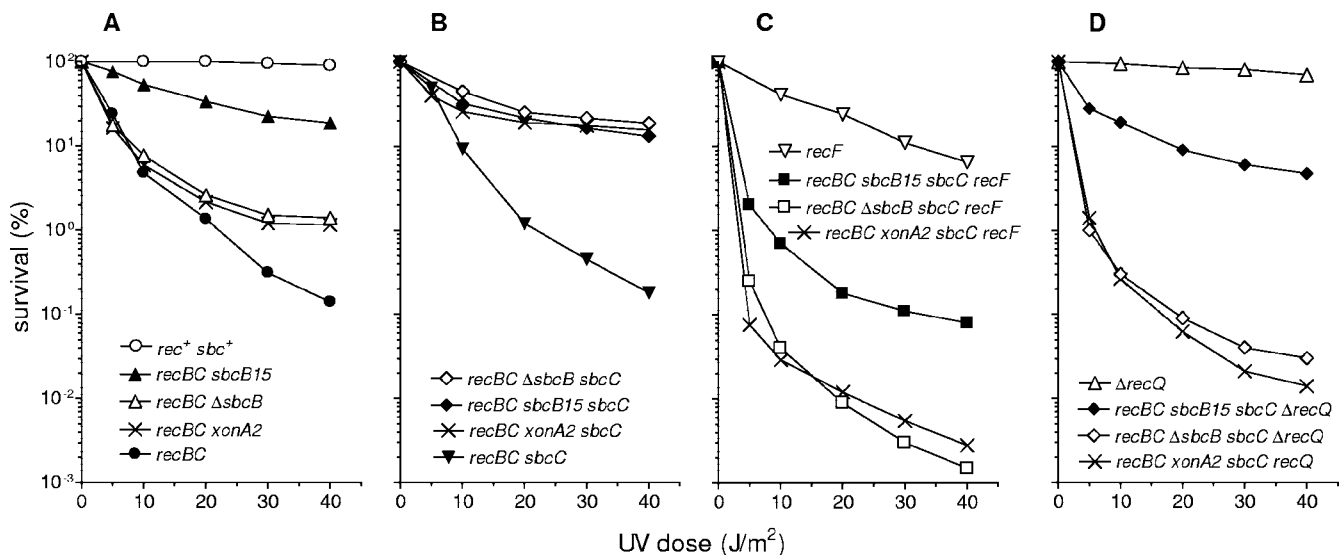 A
B
C
D
survival (%)
10²
10¹
10⁰
10⁻¹
10⁻²
10⁻³
rec⁺ sbc⁺
recBC sbcB15
recBC ΔsbcB
recBC xonA2
recBC
0 10 20 30 40
recBC ΔsbcB sbcC
recBC sbcB15 sbcC
recBC xonA2 sbcC
recBC sbcC
0 10 20 30 40
recF
recBC sbcB15 sbcC recF
recBC ΔsbcB sbcC recF
recBC xonA2 sbcC recF
0 10 20 30 40
ΔrecQ
recBC sbcB15 sbcC ΔrecQ
recBC ΔsbcB sbcC ΔrecQ
recBC xonA2 sbcC recQ
0 10 20 30 40
UV dose (J/m²)